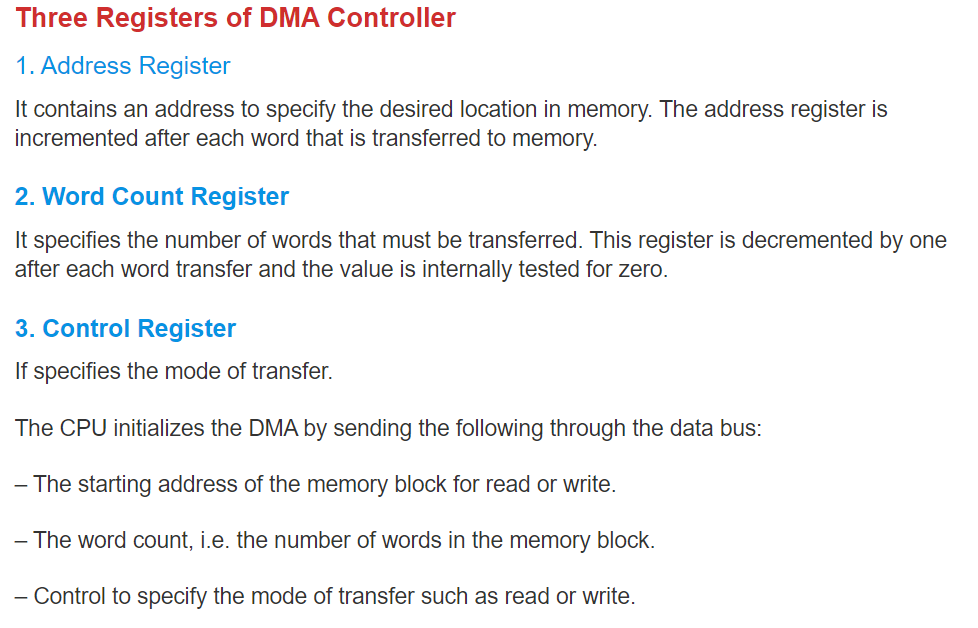 Three Registers of DMA Controller
1. Address Register
It contains an address to specify the desired location in memory. The address register is
incremented after each word that is transferred to memory.
2. Word Count Register
It specifies the number of words that must be transferred. This register is decremented by one
after each word transfer and the value is internally tested for zero.
3. Control Register
If specifies the mode of transfer.
The CPU initializes the DMA by sending the following through the data bus:
– The starting address of the memory block for read or write.
– The word count, i.e. the number of words in the memory block.
– Control to specify the mode of transfer such as read or write.